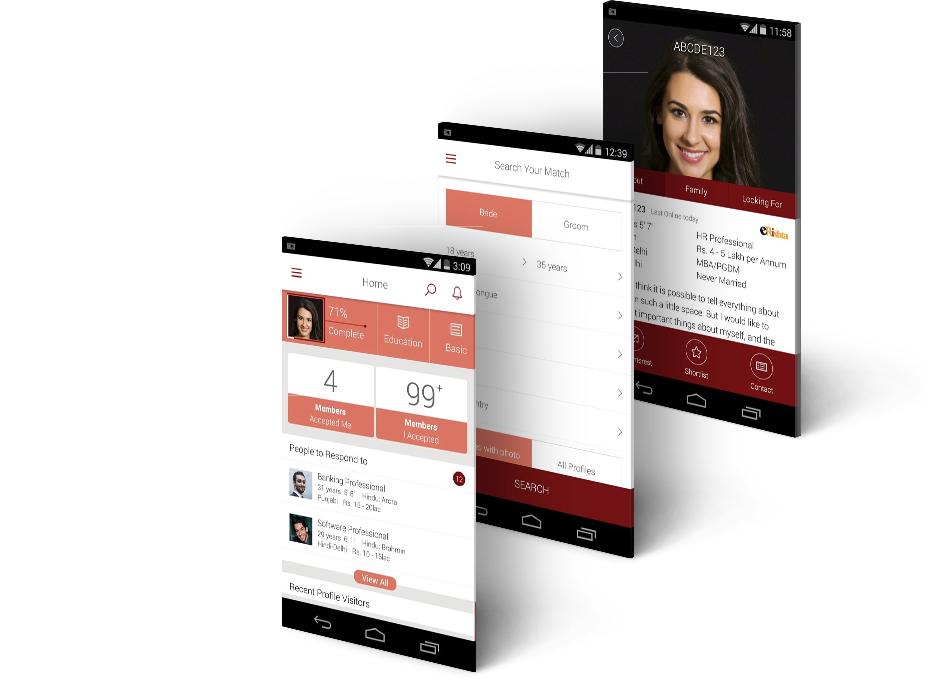 3:09
Home
71%
Complete
Education
Basic
4
99+
Members
Accepted Me
Members
I Accepted
People to Respond to
12
Banking Professional
31 years 6' 8" Hindu: Arora
Punjabi Rs. 15 - 20lac
Software Professional
29 years 6' 1" Hindu: Brahmin
Hindi-Delhi Rs. 10 - 15lac
View All
Recent Profile Visitors
12:39
Search Your Match
Bride
Groom
18 years
35 years
ongue
ntry
s with photo
All Profiles
SEARCH
11:58
ABCDE123
out
Family
Looking For
123 Last Online today
eRishta
s 5' 7"
HR Professional
t
Rs. 4 - 5 Lakh per Annum
elhi
MBA/PGDM
elhi
Never Married
think it is possible to tell everything about
n such a little space. But I would like to
t important things about myself, and the
nterest
Shortlist
Contact